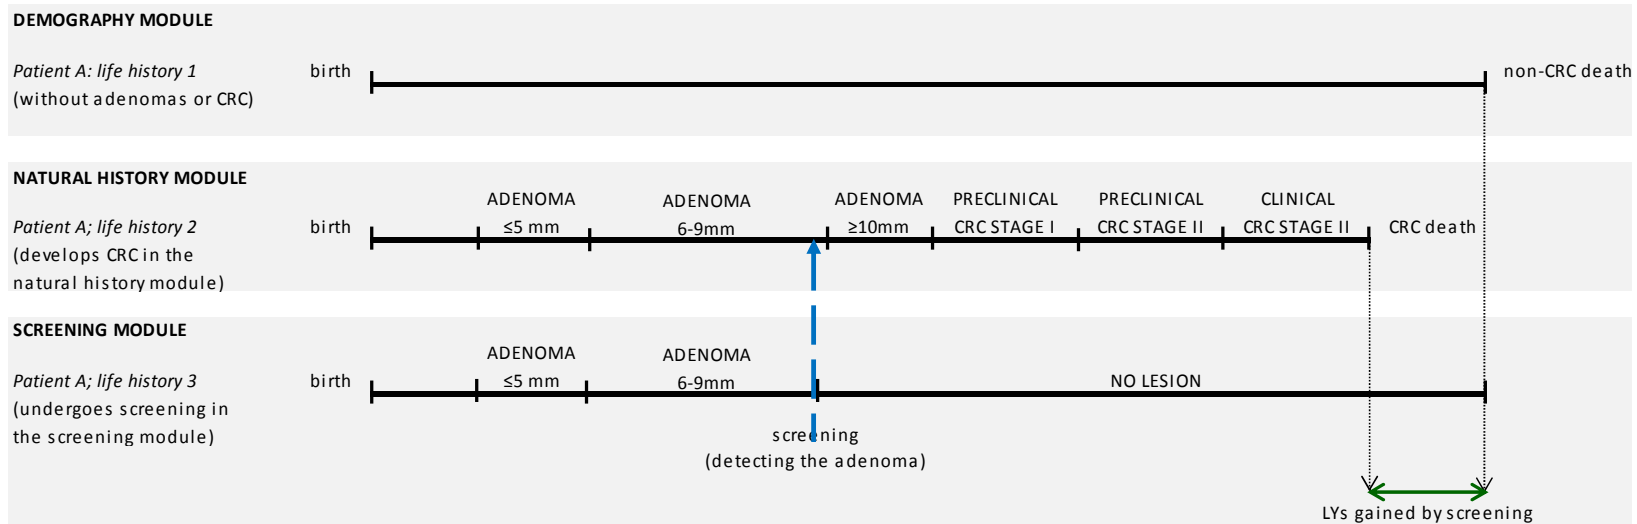 DEMOGRAPHY MODULE
Patient A: life history 1
(without adenomas or CRC)
birth
non-CRC death
NATURAL HISTORY MODULE
Patient A; life history 2
(develops CRC in the
natural history module)
birth
ADENOMA
≤5 mm
ADENOMA
6-9mm
ADENOMA
≥10mm
PRECLINICAL
CRC STAGE I
PRECLINICAL
CRC STAGE II
CLINICAL
CRC STAGE II
CRC death
SCREENING MODULE
Patient A; life history 3
(undergoes screening in
the screening module)
birth
ADENOMA
≤5 mm
ADENOMA
6-9mm
NO LESION
screening
(detecting the adenoma)
LYs gained by screening